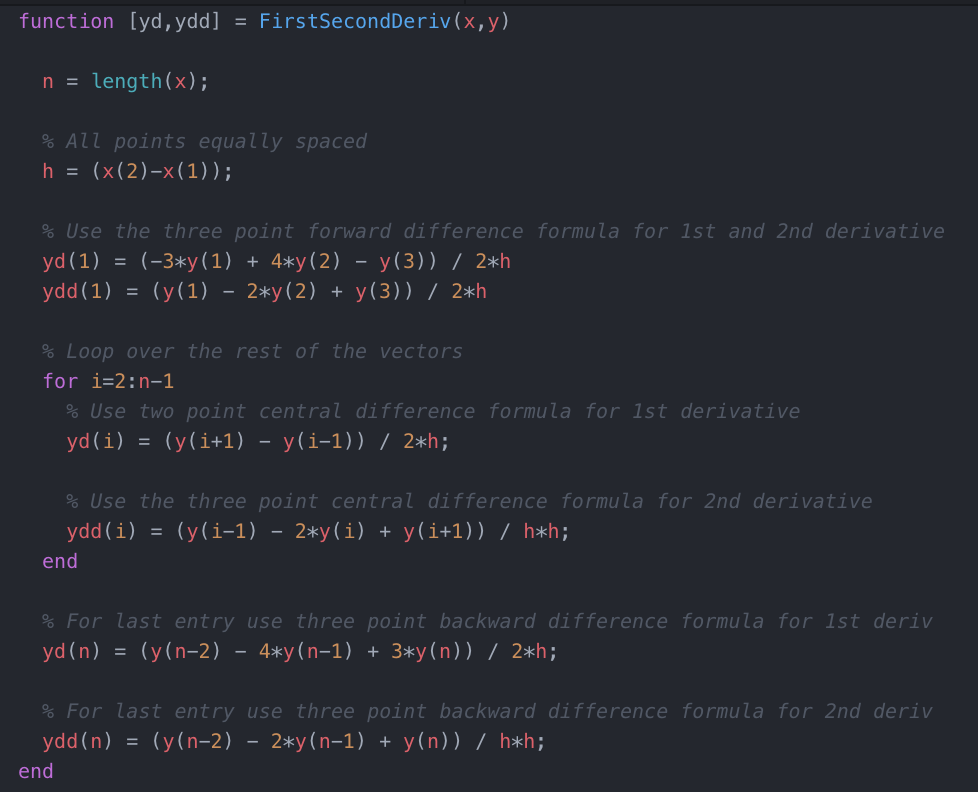 function [yd,ydd] = FirstSecondDeriv(x,y)
n = length(x);
% All points equally spaced
h = (x(2)-x(1));
% Use the three point forward difference formula for 1st and 2nd derivative
yd(1) = (-3*y(1) + 4*y(2) - y(3)) / 2*h
ydd(1) = (y(1) - 2*y(2) + y(3)) / 2*h
% Loop over the rest of the vectors
for i=2:n-1
% Use two point central difference formula for 1st derivative
yd(i) = (y(i+1) - y(i-1)) / 2*h;
% Use the three point central difference formula for 2nd derivative
ydd(i) = (y(i-1) - 2*y(i) + y(i+1)) / h*h;
end
% For last entry use three point backward difference formula for 1st deriv
yd(n) = (y(n-2) - 4*y(n-1) + 3*y(n)) / 2*h;
% For last entry use three point backward difference formula for 2nd deriv
ydd(n) = (y(n-2) - 2*y(n-1) + y(n)) / h*h;
end